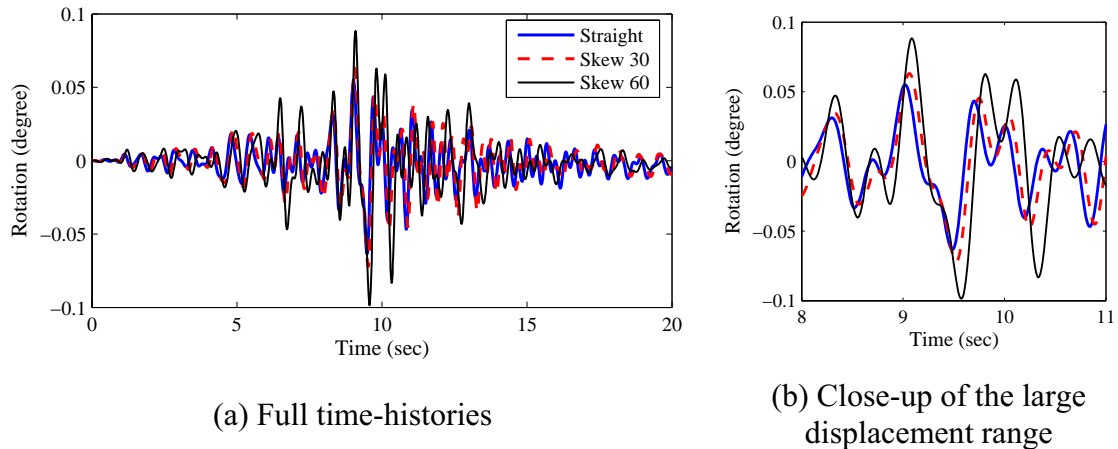 0.1
0.05
0
−0.05
−0.1
Rotation (degree)
0
5
10
15
20
Time (sec)
Straight
Skew 30
Skew 60
(a) Full time-histories
0.1
0.05
0
−0.05
−0.1
Rotation (degree)
8
9
10
11
Time (sec)
(b) Close-up of the large
displacement range